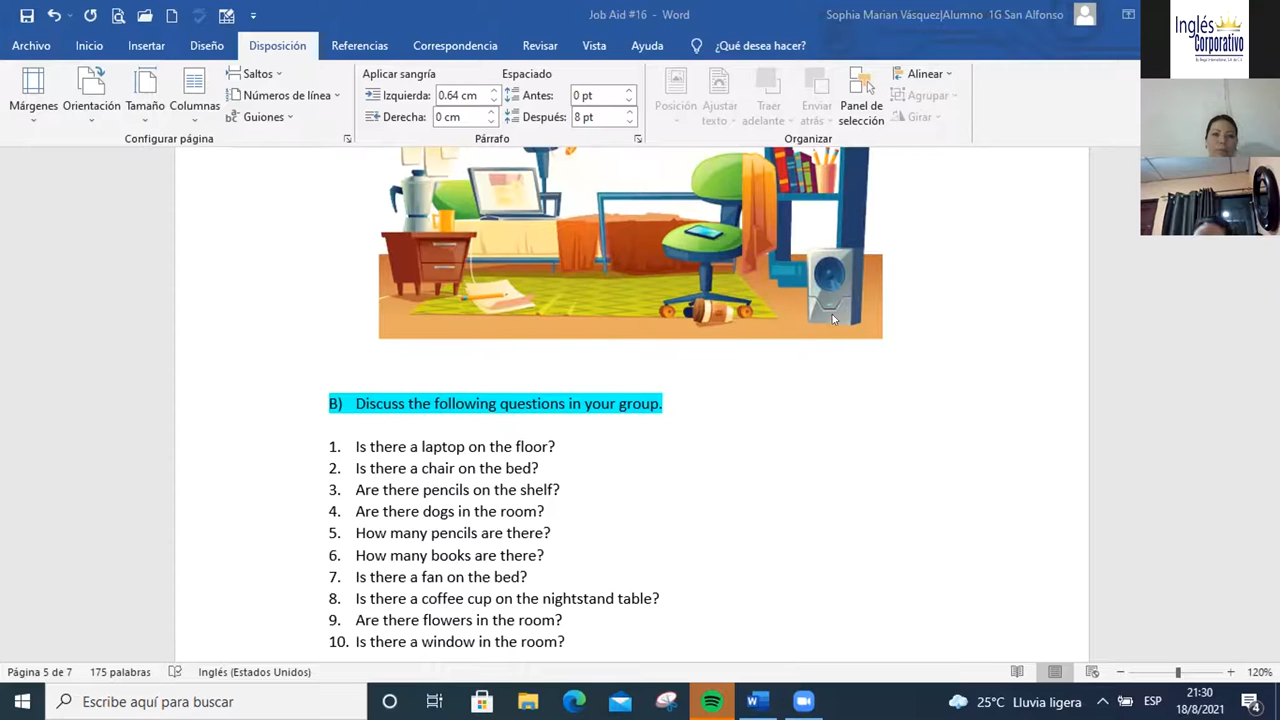 Job Aid #16 - Word
Sophia Marian Vásquez|Alumno 1G San Alfonso
Archivo Inicio Insertar Diseño Disposición Referencias Correspondencia Revisar Vista Ayuda ¿Qué desea hacer?
Márgenes Orientación Tamaño Columnas
Saltos
Números de línea
Guiones
Configurar página
Aplicar sangría Espaciado
Izquierda: 0.64 cm Antes: 0 pt
Derecha: 0 cm Después: 8 pt
Párrafo
Posición Ajustar texto Traer adelante Enviar atrás Panel de selección
Alinear
Agrupar
Girar
Organizar
Inglés
Corporativo
B) Discuss the following questions in your group.
1. Is there a laptop on the floor?
2. Is there a chair on the bed?
3. Are there pencils on the shelf?
4. Are there dogs in the room?
5. How many pencils are there?
6. How many books are there?
7. Is there a fan on the bed?
8. Is there a coffee cup on the nightstand table?
9. Are there flowers in the room?
10. Is there a window in the room?
Página 5 de 7 175 palabras Inglés (Estados Unidos) 120%
Escribe aquí para buscar
25°C Lluvia ligera
ESP
21:30
18/8/2021
4